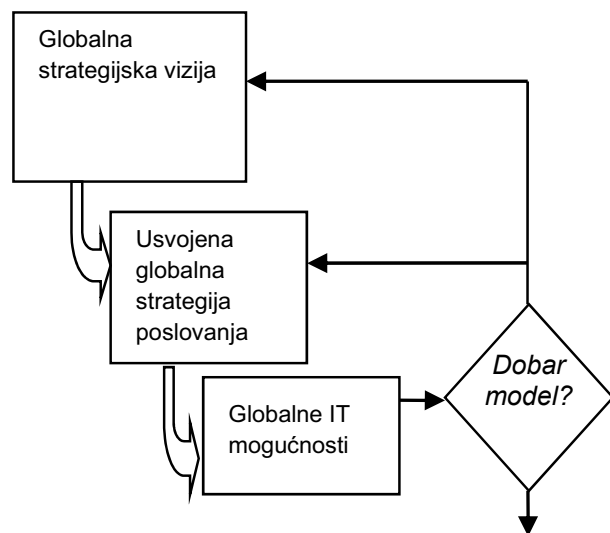 Globalna
strategijska vizija
Usvojena
globalna
strategija
poslovanja
Globalne IT
mogućnosti
Dobar
model?